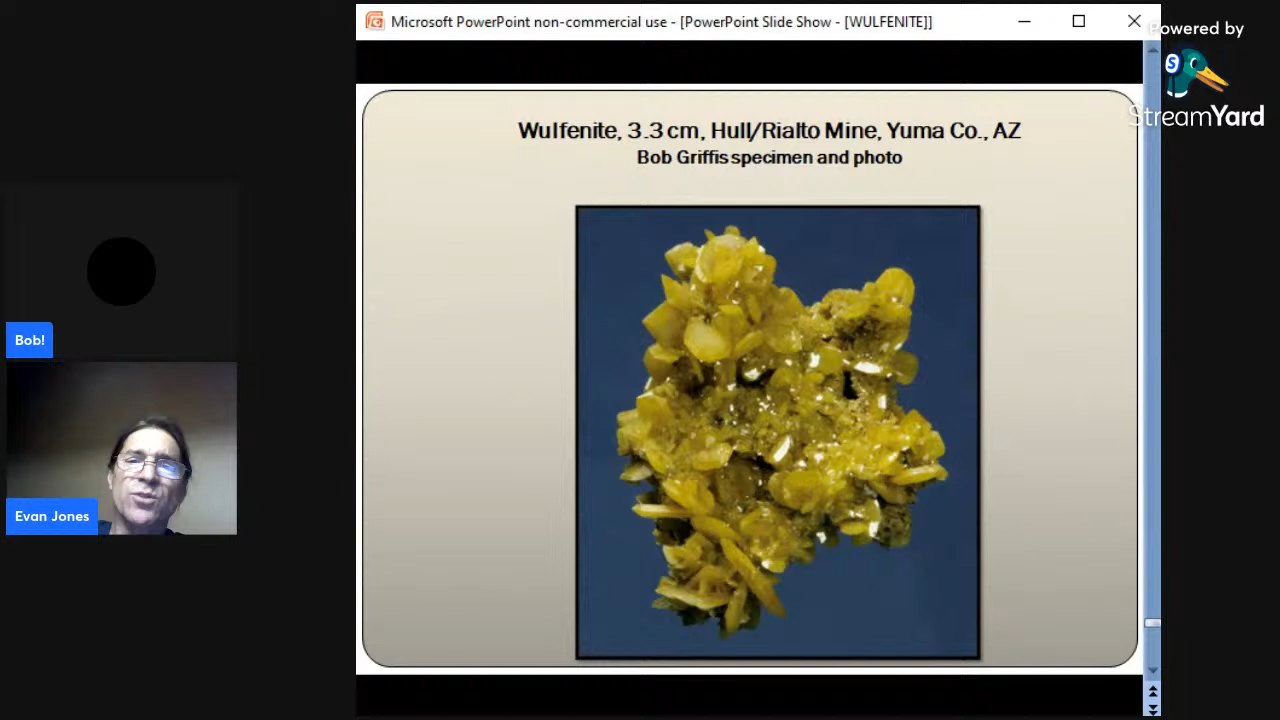 Microsoft PowerPoint non-commercial use - [PowerPoint Slide Show - [WULFENITE]]
Powered by
S
StreamYard
Wulfenite, 3.3 cm, Hull/Rialto Mine, Yuma Co., AZ
Bob Griffis specimen and photo
Bob!
Evan Jones